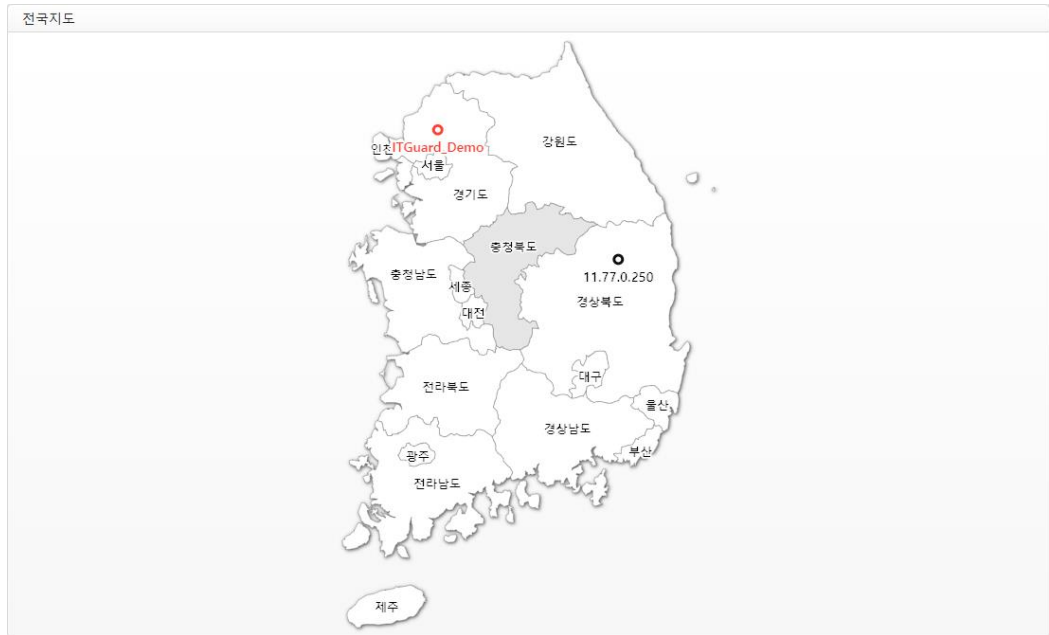 전국지도
강원도
인천
ITGuard_Demo
서울
경기도
충청북도
충청남도
11.77.0.250
세종
경상북도
대전
대구
전라북도
울산
경상남도
부산
광주
전라남도
제주